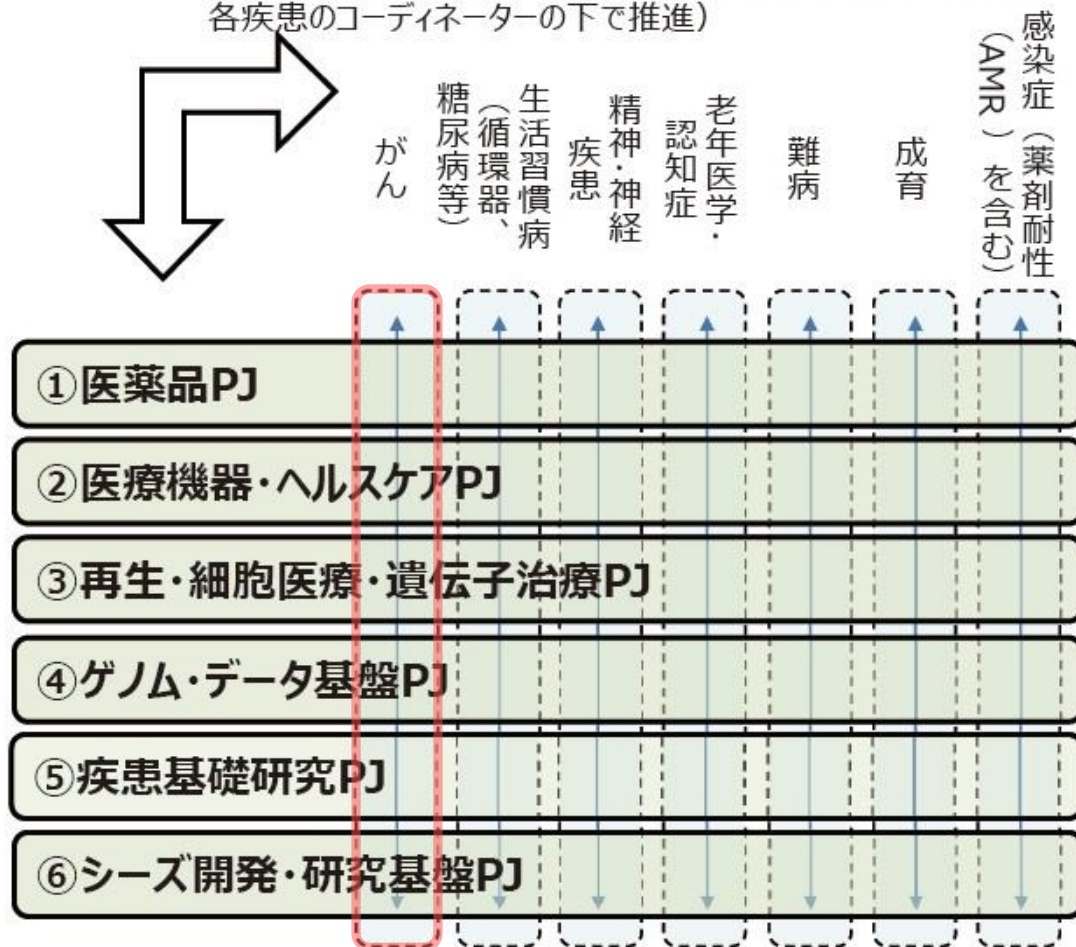 各疾患のコーディネーターの下で推進）
がん
生活習慣病
（循環器、
糖尿病等）
精神・神経
疾患
老年医学・
認知症
難病
成育
感染症（薬剤耐性
（AMR）を含む）
①医薬品PJ
②医療機器・ヘルスケアPJ
③再生・細胞医療・遺伝子治療PJ
④ゲノム・データ基盤PJ
⑤疾患基礎研究PJ
⑥シーズ開発・研究基盤PJ